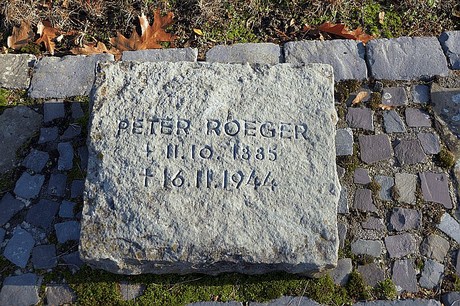 PETER ROEGER
+ 11.10. 1885
† 16.11.1944